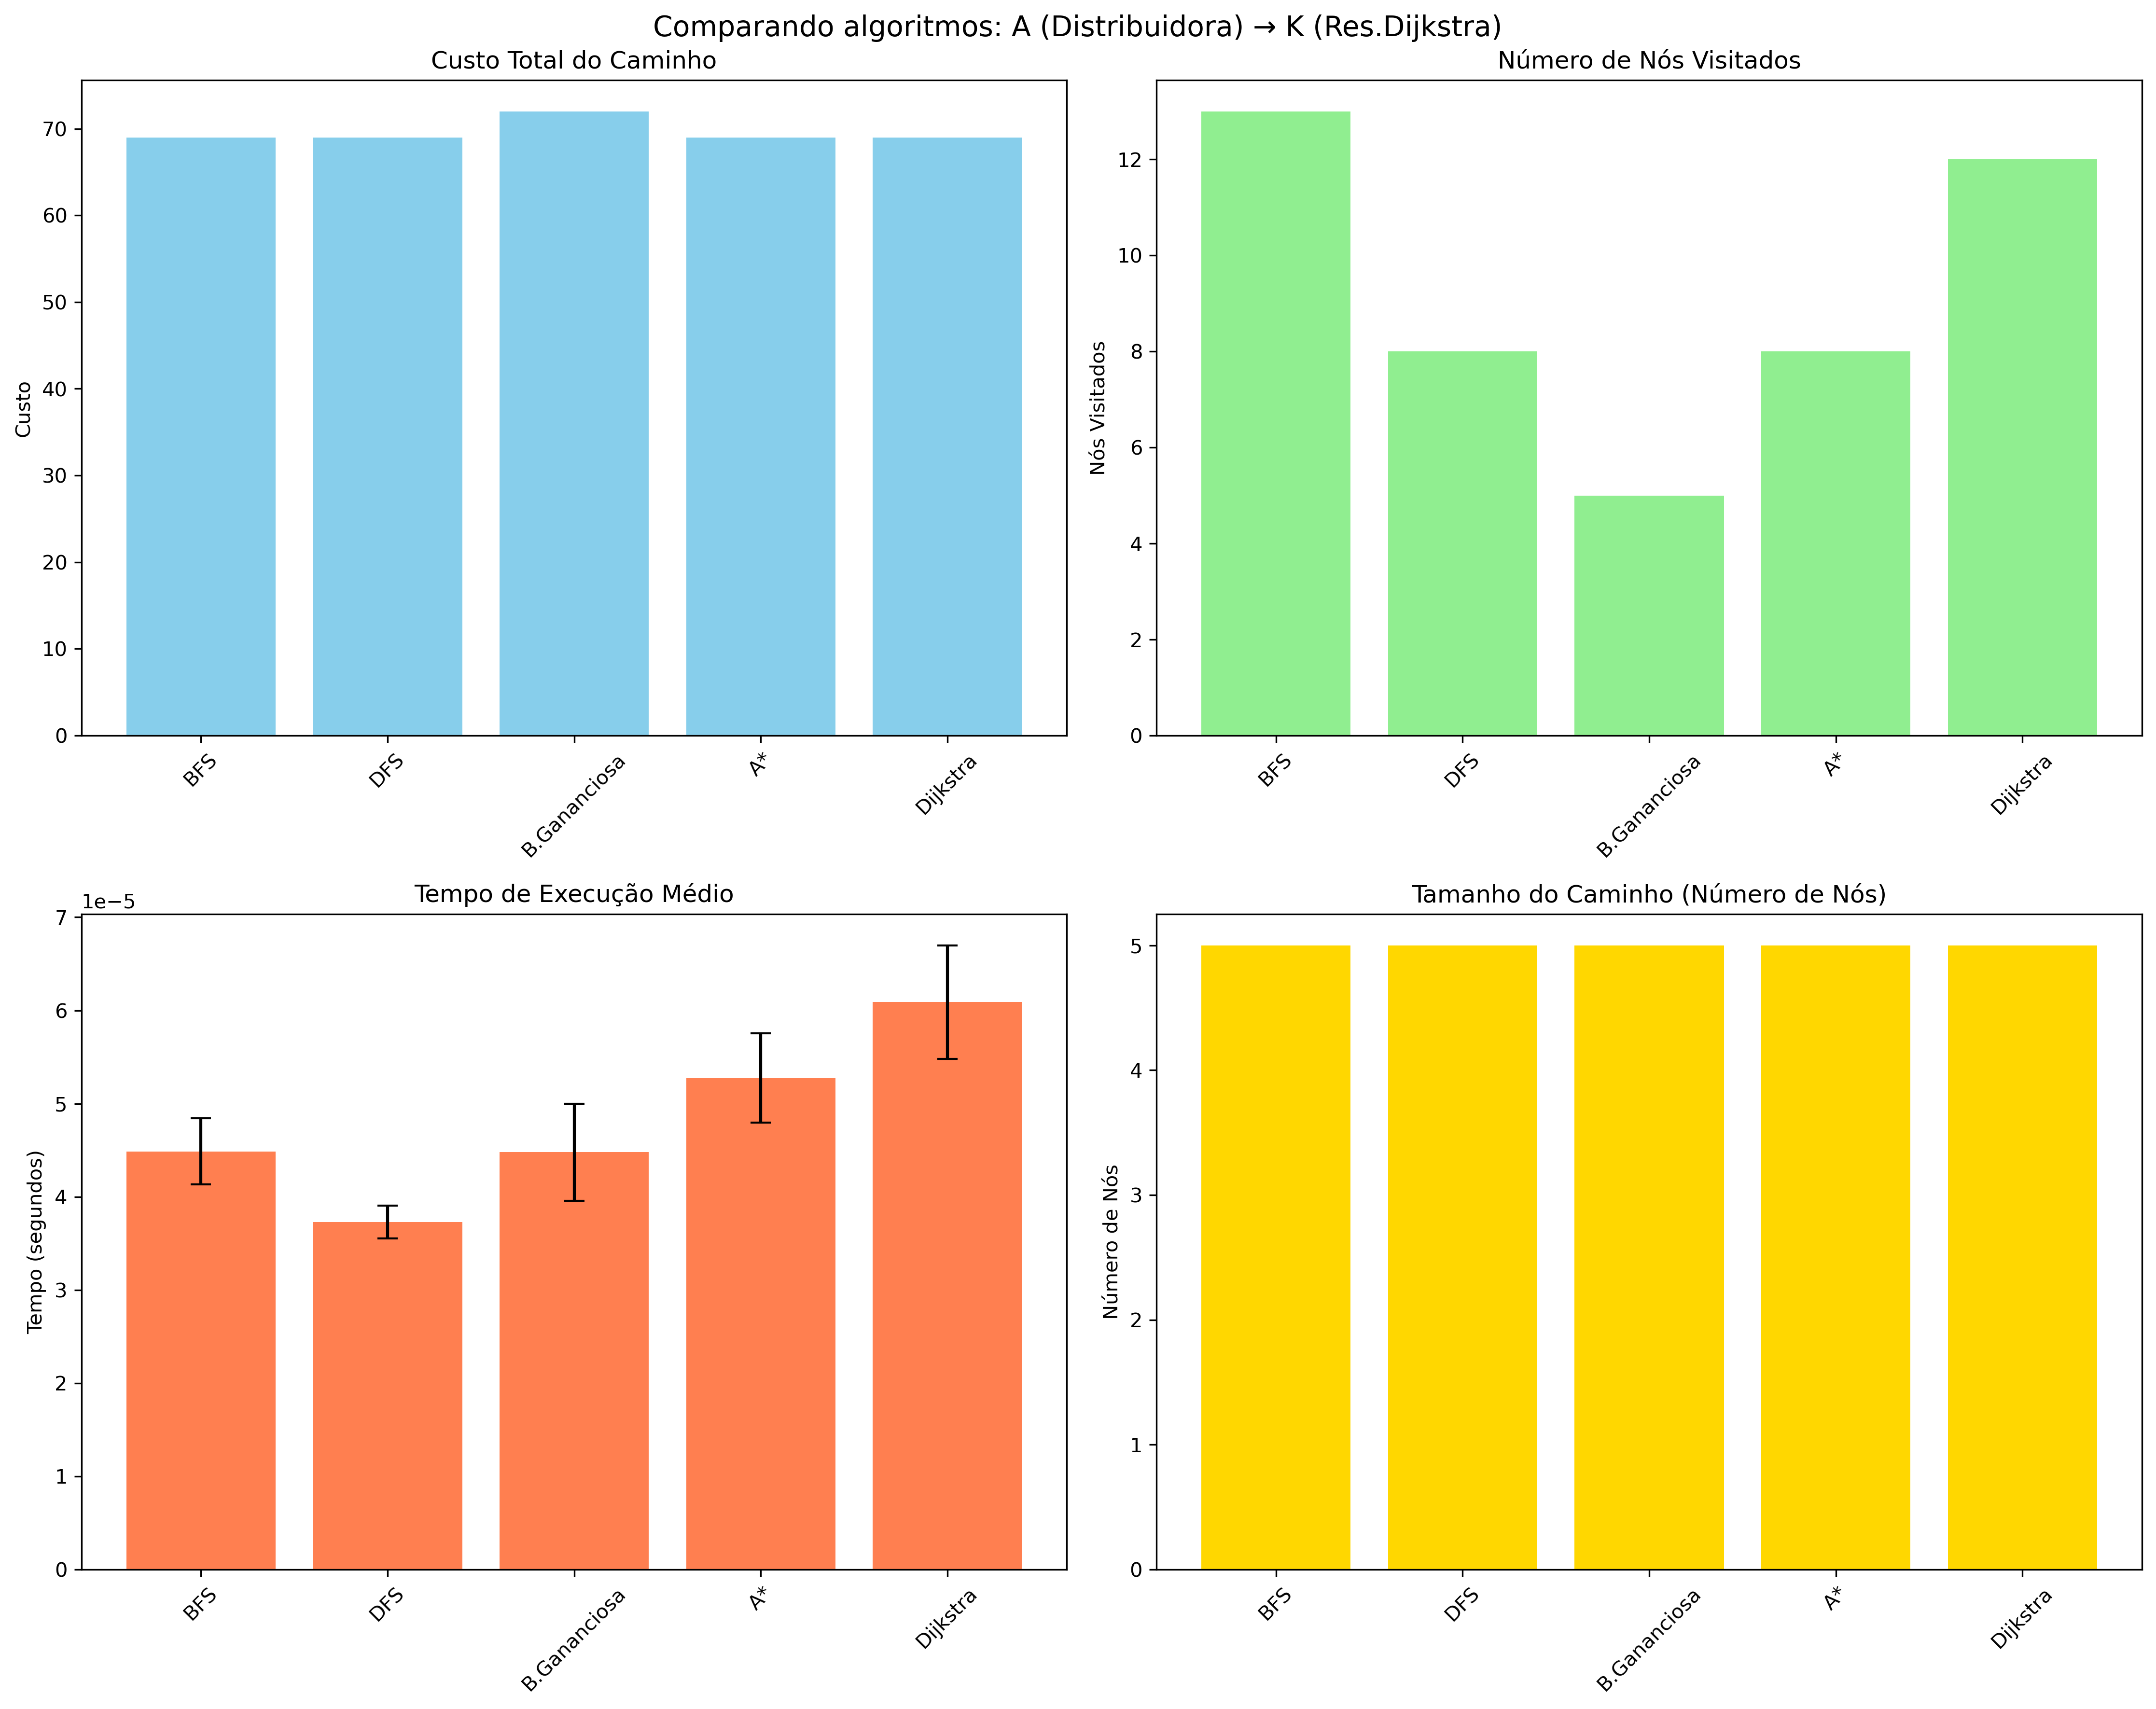 Comparando algoritmos: A (Distribuidora) → K (Res.Dijkstra)
Custo Total do Caminho
Custo
70
60
50
40
30
20
10
0
BFS
DFS
B.Gananciosa
A*
Dijkstra
Número de Nós Visitados
Nós Visitados
12
10
8
6
4
2
0
BFS
DFS
B.Gananciosa
A*
Dijkstra
Tempo de Execução Médio
1e−5
Tempo (segundos)
7
6
5
4
3
2
1
0
BFS
DFS
B.Gananciosa
A*
Dijkstra
Tamanho do Caminho (Número de Nós)
Número de Nós
5
4
3
2
1
0
BFS
DFS
B.Gananciosa
A*
Dijkstra